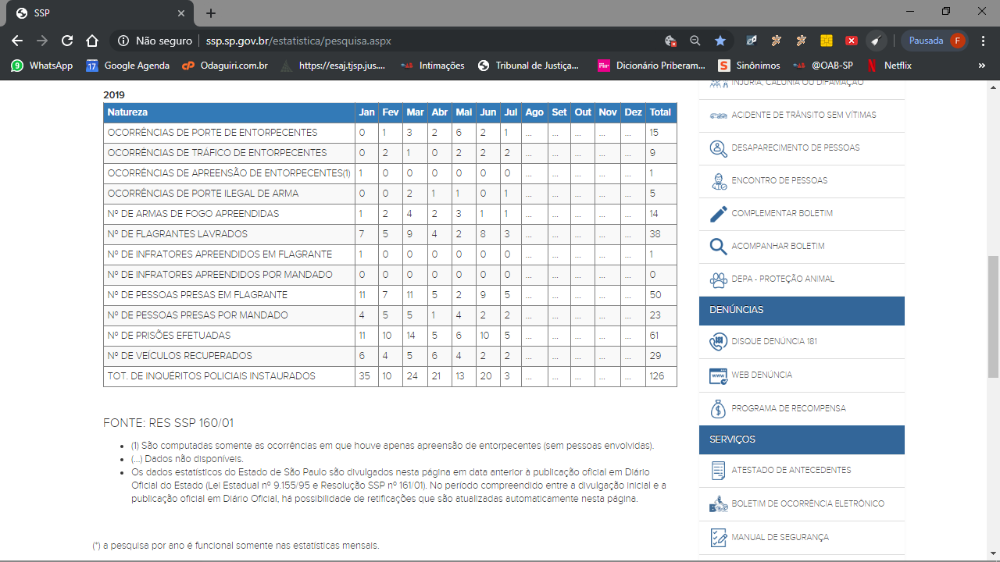 SSP
Não seguro | ssp.sp.gov.br/estatistica/pesquisa.aspx
Pausada F
WhatsApp 17 Google Agenda Odaguiri.com.br https://esaj.tjsp.jus.... Intimações Tribunal de Justiça... Dicionário Priberam... S Sinônimos @OAB-SP N Netflix »
2019
Natureza Jan Fev Mar Abr Mai Jun Jul Ago Set Out Nov Dez Total
OCORRÊNCIAS DE PORTE DE ENTORPECENTES 0 1 3 2 6 2 1 ... ... ... ... ... 15
OCORRÊNCIAS DE TRÁFICO DE ENTORPECENTES 0 2 1 0 2 2 2 ... ... ... ... ... 9
OCORRÊNCIAS DE APREENSÃO DE ENTORPECENTES(1) 1 0 0 0 0 0 0 ... ... ... ... ... 1
OCORRÊNCIAS DE PORTE ILEGAL DE ARMA 0 0 2 1 1 0 1 ... ... ... ... ... 5
Nº DE ARMAS DE FOGO APREENDIDAS 1 2 4 2 3 1 1 ... ... ... ... ... 14
Nº DE FLAGRANTES LAVRADOS 7 5 9 4 2 8 3 ... ... ... ... ... 38
Nº DE INFRATORES APREENDIDOS EM FLAGRANTE 1 0 0 0 0 0 0 ... ... ... ... ... 1
Nº DE INFRATORES APREENDIDOS POR MANDADO 0 0 0 0 0 0 0 ... ... ... ... ... 0
Nº DE PESSOAS PRESAS EM FLAGRANTE 11 7 11 5 2 9 5 ... ... ... ... ... 50
Nº DE PESSOAS PRESAS POR MANDADO 4 5 5 1 4 2 2 ... ... ... ... ... 23
Nº DE PRISÕES EFETUADAS 11 10 14 5 6 10 5 ... ... ... ... ... 61
Nº DE VEÍCULOS RECUPERADOS 6 4 5 6 4 2 2 ... ... ... ... ... 29
TOT. DE INQUÉRITOS POLICIAIS INSTAURADOS 35 10 24 21 13 20 3 ... ... ... ... ... 126
FONTE: RES SSP 160/01
• (1) São computadas somente as ocorrências em que houve apenas apreensão de entorpecentes (sem pessoas envolvidas).
• (...) Dados não disponíveis.
• Os dados estatísticos do Estado de São Paulo são divulgados nesta página em data anterior à publicação oficial em Diário
Oficial do Estado (Lei Estadual nº 9.155/95 e Resolução SSP nº 161/01). No período compreendido entre a divulgação inicial e a
publicação oficial em Diário Oficial, há possibilidade de retificações que são atualizadas automaticamente nesta página.
(*) a pesquisa por ano é funcional somente nas estatísticas mensais.
INJÚRIA, CALÚNIA OU DIFAMAÇÃO
ACIDENTE DE TRÂNSITO SEM VÍTIMAS
DESAPARECIMENTO DE PESSOAS
ENCONTRO DE PESSOAS
COMPLEMENTAR BOLETIM
ACOMPANHAR BOLETIM
DEPA - PROTEÇÃO ANIMAL
DENÚNCIAS
181 DISQUE DENÚNCIA 181
www WEB DENÚNCIA
$ PROGRAMA DE RECOMPENSA
SERVIÇOS
ATESTADO DE ANTECEDENTES
BOLETIM DE OCORRÊNCIA ELETRÔNICO
MANUAL DE SEGURANÇA